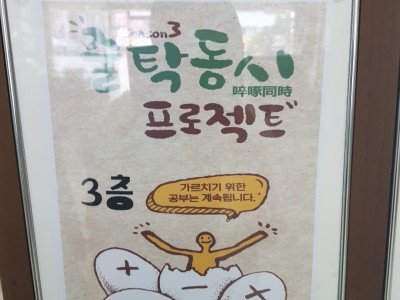 Season3
줄탁동시
啐啄同時
프로젝트
3층
가르치기 위한
공부는 계속됩니다.
+
−
×